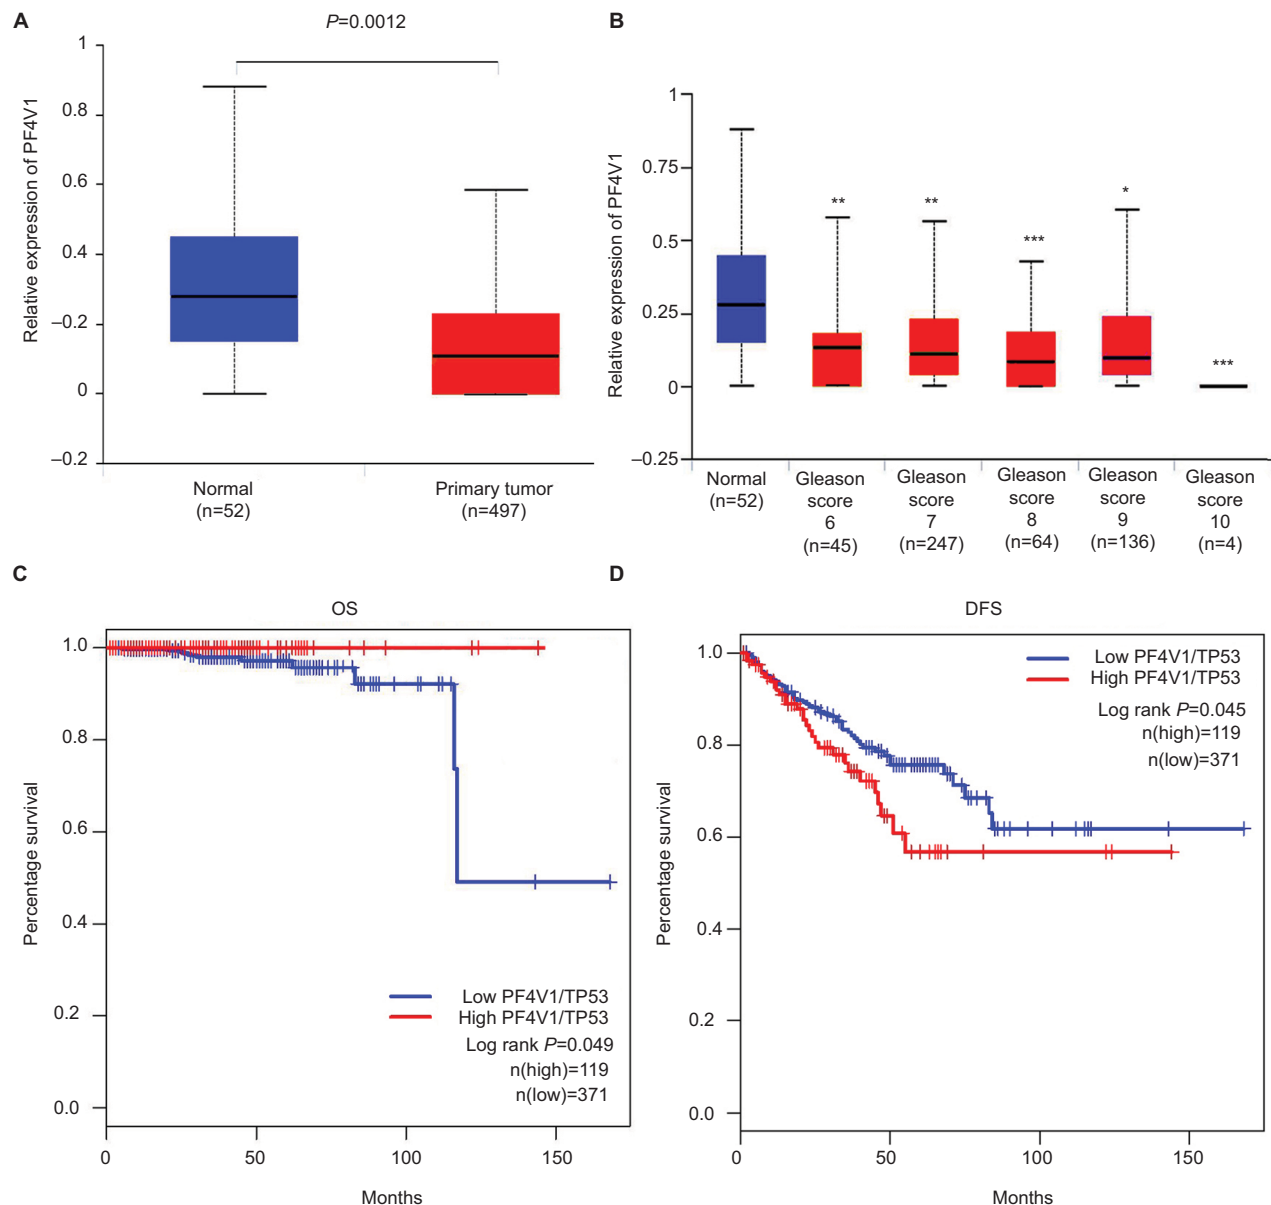 A
P=0.0012
Relative expression of PF4V1
1
0.8
0.6
0.4
–0.2
0
–0.2
Normal
(n=52)
Primary tumor
(n=497)
B
Relative expression of PF4V1
1
0.75
0.5
0.25
0
–0.25
**
**
***
*
***
Normal
(n=52)
Gleason
score
6
(n=45)
Gleason
score
7
(n=247)
Gleason
score
8
(n=64)
Gleason
score
9
(n=136)
Gleason
score
10
(n=4)
C
OS
Percentage survival
1.0
0.8
0.6
0.4
0.2
0.0
Low PF4V1/TP53
High PF4V1/TP53
Log rank P=0.049
n(high)=119
n(low)=371
0
50
100
150
Months
D
DFS
Percentage survival
1.0
0.8
0.6
0.4
0.2
0.0
Low PF4V1/TP53
High PF4V1/TP53
Log rank P=0.045
n(high)=119
n(low)=371
0
50
100
150
Months